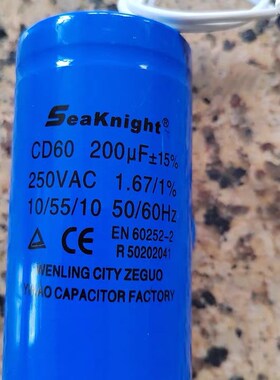 SeaKnight®
CD60 200µF±15%
250VAC 1.67/1%
10/55/10 50/60Hz
EN 60252-2
R 50202041
WENLING CITY ZEGUO
CAPACITOR FACTORY